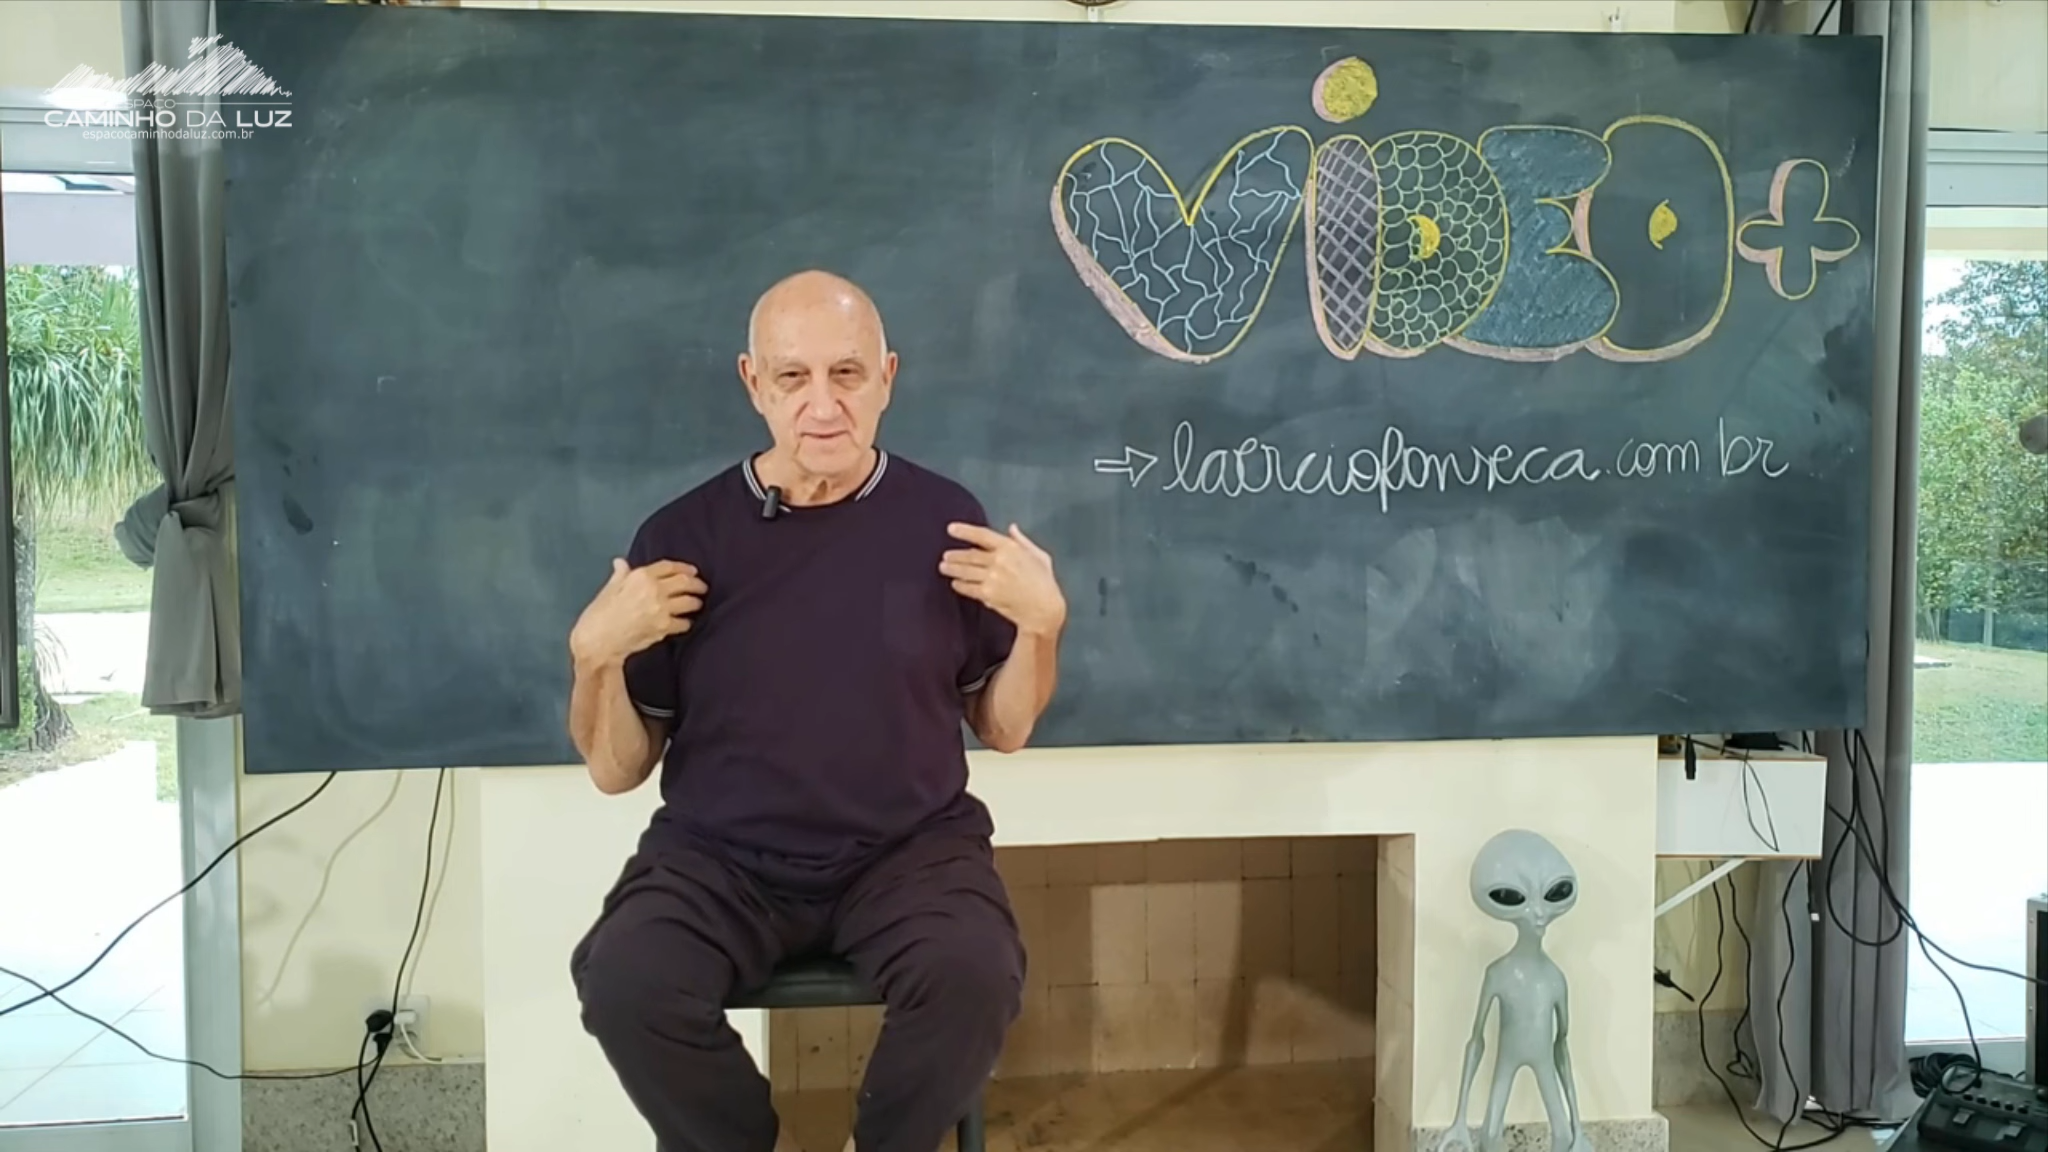 ESPAÇO
CAMINHO DA LUZ
espacocaminhodaluz.com.br
VIDEO+
⇨ laerciofonseca.com br